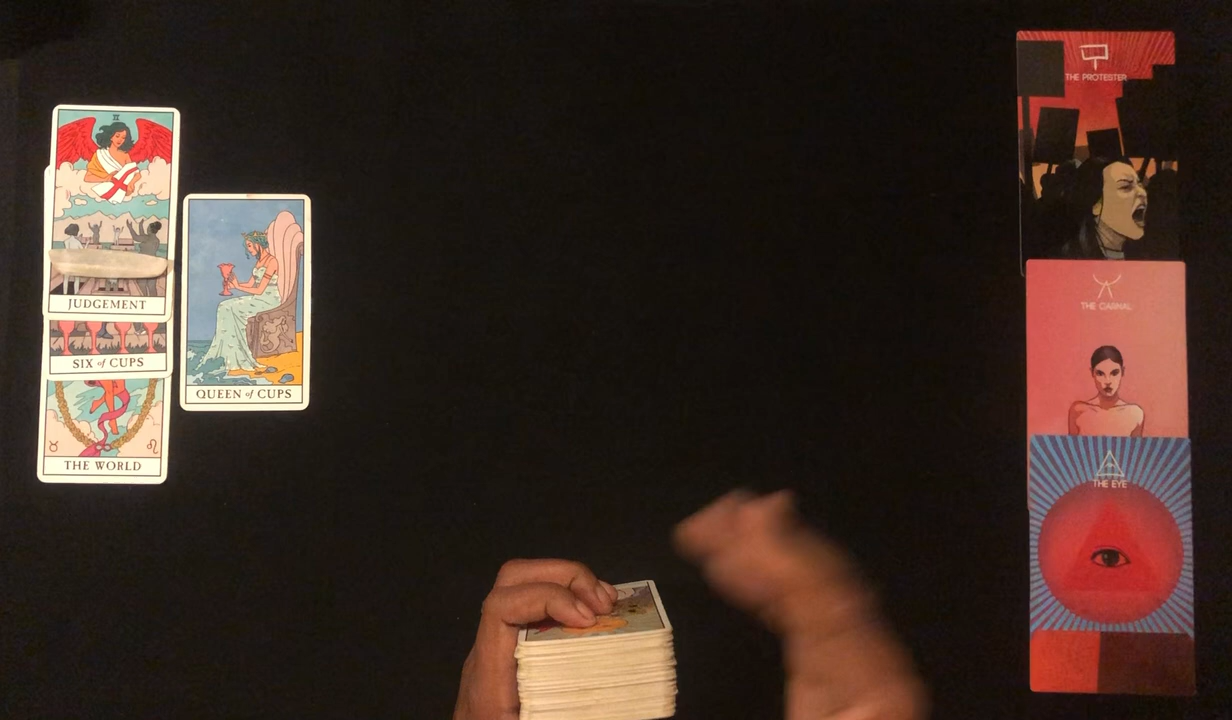 JUDGEMENT
SIX of CUPS
THE WORLD
QUEEN of CUPS
THE PROTESTER
THE CARNAL
THE EYE